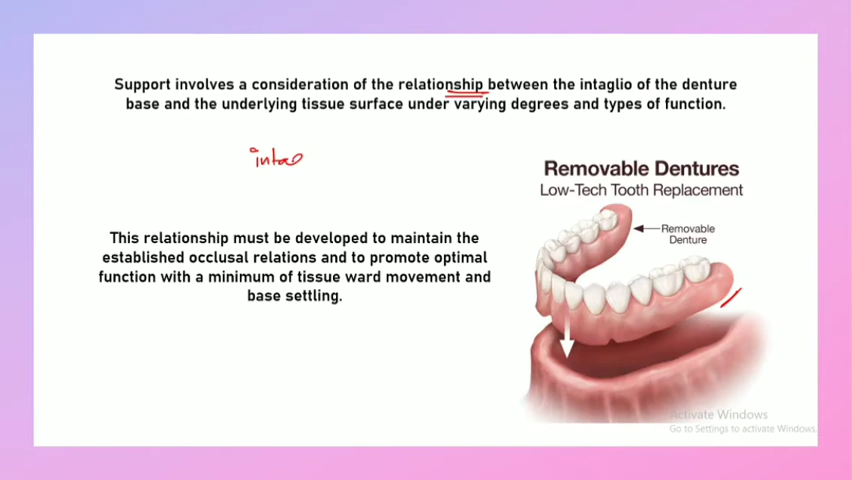 Support involves a consideration of the relationship between the intaglio of the denture
base and the underlying tissue surface under varying degrees and types of function.
intao
Removable Dentures
Low-Tech Tooth Replacement
Removable
Denture
This relationship must be developed to maintain the
established occlusal relations and to promote optimal
function with a minimum of tissue ward movement and
base settling.
Activate Windows
Go to Settings to activate Windows.